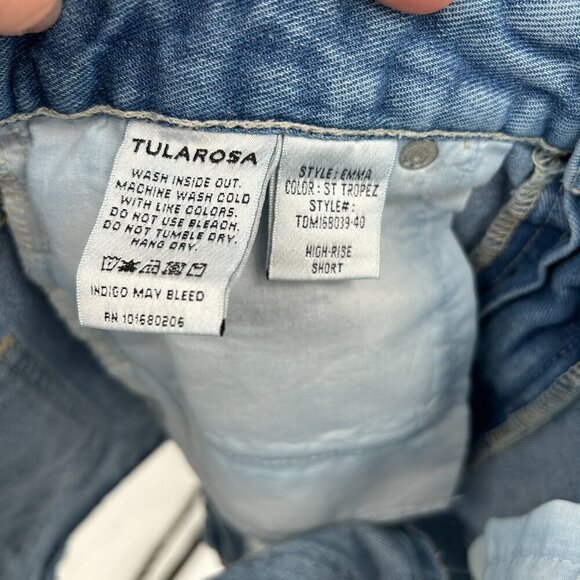 TULAROSA
WASH INSIDE OUT.
MACHINE WASH COLD
WITH LIKE COLORS.
DO NOT USE BLEACH.
DO NOT TUMBLE DRY.
HANG DRY.
INDIGO MAY BLEED
RN 101680206
STYLE: EMMA
COLOR: ST TROPEZ
STYLE#:
TDM168039-40
HIGH-RISE
SHORT